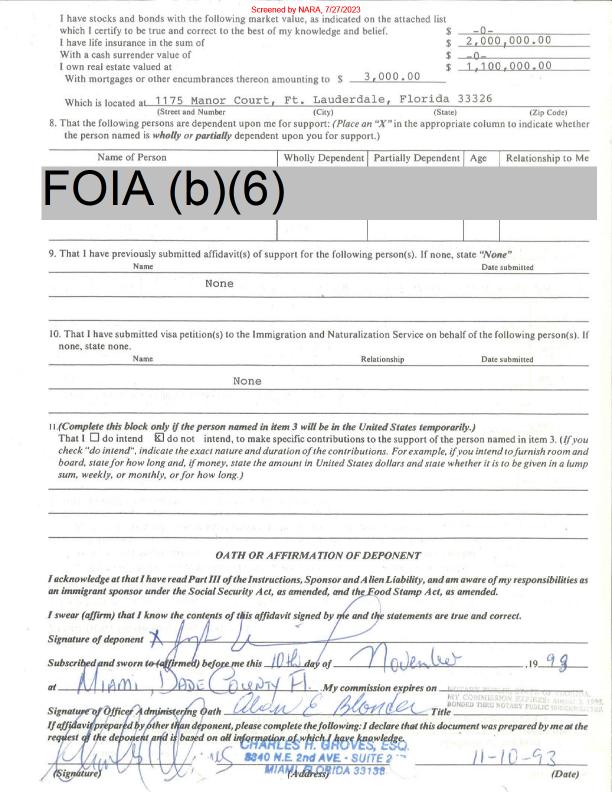 Screened by NARA, 7/27/2023
I have stocks and bonds with the following market value, as indicated on the attached list
which I certify to be true and correct to the best of my knowledge and belief. $ -0-
I have life insurance in the sum of $ 2,000,000.00
With a cash surrender value of $ -0-
I own real estate valued at $ 1,100,000.00
With mortgages or other encumbrances thereon amounting to $ 3,000.00
Which is located at 1175 Manor Court, Ft. Lauderdale, Florida 33326
(Street and Number) (City) (State) (Zip Code)
8. That the following persons are dependent upon me for support: (Place an "X" in the appropriate column to indicate whether
the person named is wholly or partially dependent upon you for support.)
Name of Person Wholly Dependent Partially Dependent Age Relationship to Me
FOIA (b)(6)
9. That I have previously submitted affidavit(s) of support for the following person(s). If none, state "None"
Name Date submitted
None
10. That I have submitted visa petition(s) to the Immigration and Naturalization Service on behalf of the following person(s). If
none, state none.
Name Relationship Date submitted
None
11.(Complete this block only if the person named in item 3 will be in the United States temporarily.)
That I ☐ do intend ☒ do not intend, to make specific contributions to the support of the person named in item 3. (If you
check "do intend", indicate the exact nature and duration of the contributions. For example, if you intend to furnish room and
board, state for how long and, if money, state the amount in United States dollars and state whether it is to be given in a lump
sum, weekly, or monthly, or for how long.)
OATH OR AFFIRMATION OF DEPONENT
I acknowledge at that I have read Part III of the Instructions, Sponsor and Alien Liability, and am aware of my responsibilities as
an immigrant sponsor under the Social Security Act, as amended, and the Food Stamp Act, as amended.
I swear (affirm) that I know the contents of this affidavit signed by me and the statements are true and correct.
Signature of deponent X
Subscribed and sworn to (affirmed) before me this 10th day of November ,19 93
at Miami, Dade County Fl. My commission expires on
NOTARY PUBLIC STATE OF FLORIDA
MY COMMISSION EXPIRES
BONDED THRU NOTARY PUBLIC
Signature of Officer Administering Oath Title
If affidavit prepared by other than deponent, please complete the following: I declare that this document was prepared by me at the
request of the deponent and is based on all information of which I have knowledge.
CHARLES H. GROVES, ESQ.
8340 N.E. 2nd AVE - SUITE 2
MIAMI FLORIDA 33138
11-10-93
(Signature) (Address) (Date)